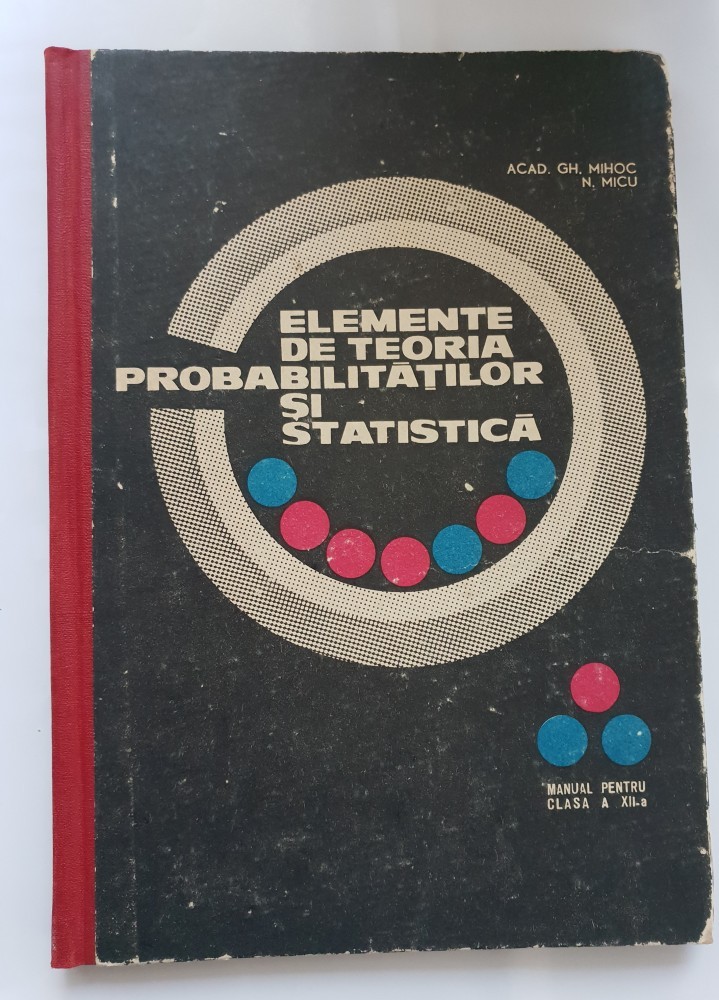 ACAD. GH. MIHOC
N. MICU
ELEMENTE
DE TEORIA
PROBABILITĂȚILOR
ȘI
STATISTICĂ
MANUAL PENTRU
CLASA A XII-a